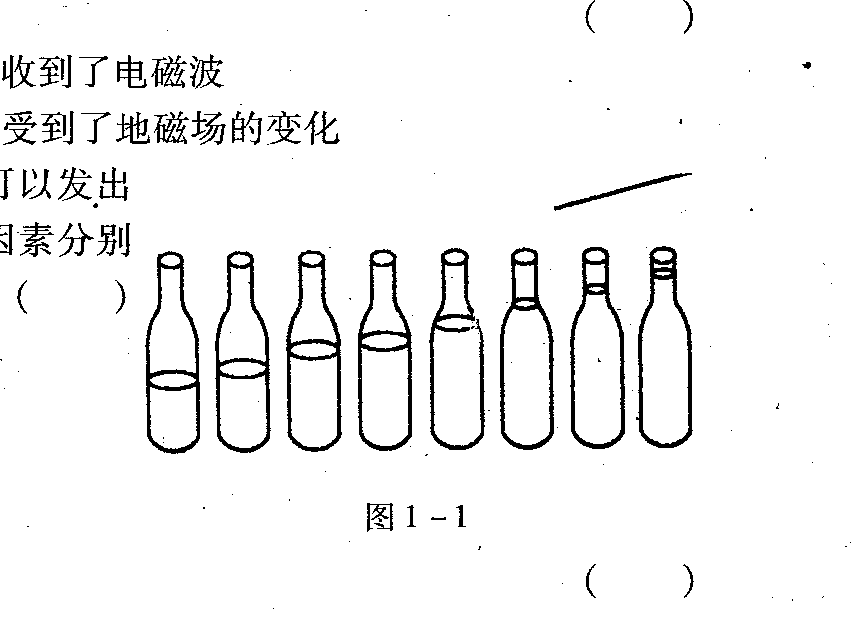 (    )
收到了电磁波
受到了地磁场的变化
可以发出
因素分别
(    )
图1-1
(    )